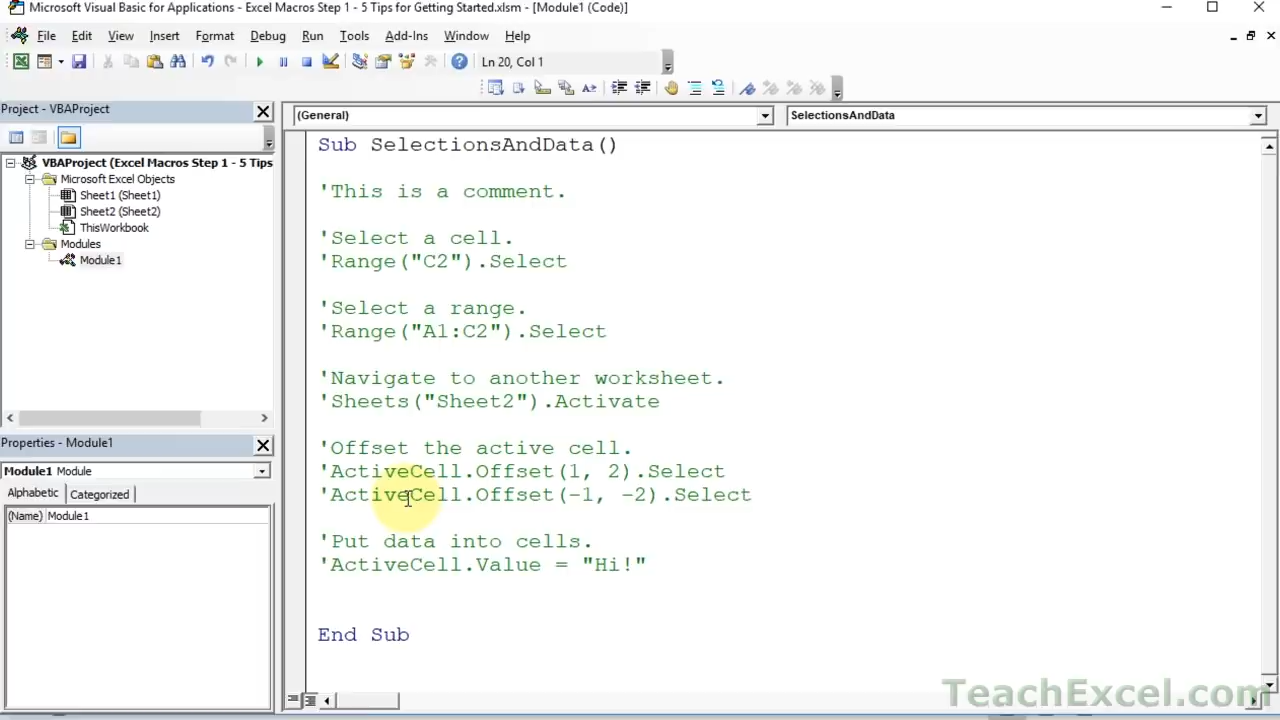 Microsoft Visual Basic for Applications - Excel Macros Step 1 - 5 Tips for Getting Started.xlsm - [Module1 (Code)]
File Edit View Insert Format Debug Run Tools Add-Ins Window Help
Ln 20, Col 1
Project - VBAProject
(General)
SelectionsAndData
VBAProject (Excel Macros Step 1 - 5 Tips
Microsoft Excel Objects
Sheet1 (Sheet1)
Sheet2 (Sheet2)
ThisWorkbook
Modules
Module1
Properties - Module1
Module1 Module
Alphabetic Categorized
(Name) Module1
Sub SelectionsAndData()
'This is a comment.
'Select a cell.
'Range("C2").Select
'Select a range.
'Range("A1:C2").Select
'Navigate to another worksheet.
'Sheets("Sheet2").Activate
'Offset the active cell.
'ActiveCell.Offset(1, 2).Select
'ActiveCell.Offset(-1, -2).Select
'Put data into cells.
'ActiveCell.Value = "Hi!"
End Sub
TeachExcel.com